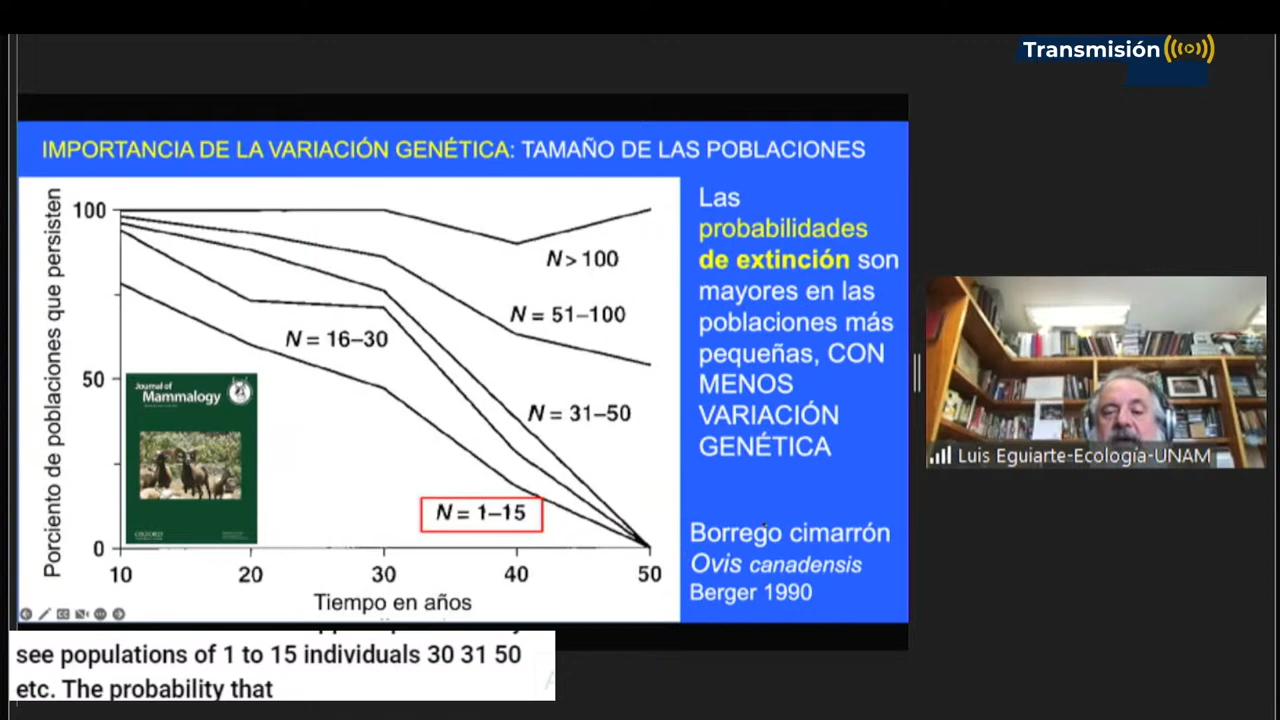 Transmisión
IMPORTANCIA DE LA VARIACIÓN GENÉTICA: TAMAÑO DE LAS POBLACIONES
Porciento de poblaciones que persisten
100
50
0
10
20
30
40
50
Tiempo en años
N > 100
N = 51–100
N = 16–30
N = 31–50
N = 1–15
Journal of
Mammalogy
OXFORD
Las
probabilidades
de extinción son
mayores en las
poblaciones más
pequeñas, CON
MENOS
VARIACIÓN
GENÉTICA
Borrego cimarrón
Ovis canadensis
Berger 1990
Luis Eguiarte-Ecología-UNAM
see populations of 1 to 15 individuals 30 31 50
etc. The probability that